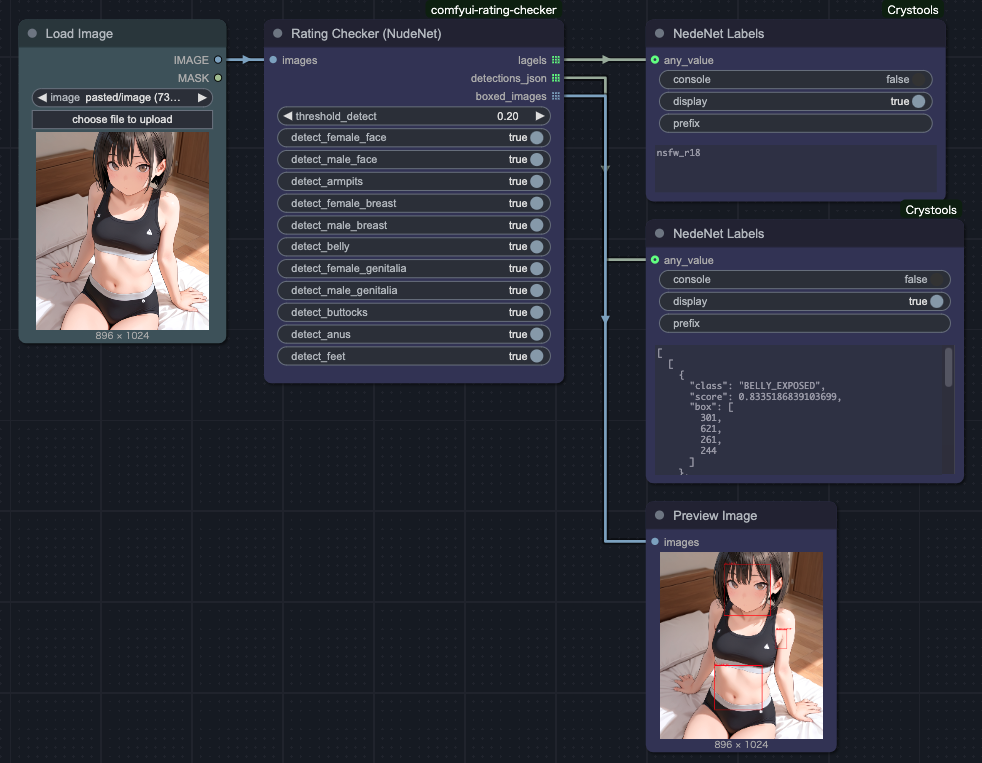 comfyui-rating-checker
Crystools
Load Image
Rating Checker (NudeNet)
NedeNet Labels
IMAGE
images
lagels
any_value
MASK
detections_json
console false
boxed_images
image pasted/image (73...
display true
choose file to upload
threshold_detect 0.20
prefix
detect_female_face true
detect_male_face true
nsfw_r18
detect_armpits true
detect_female_breast true
Crystools
detect_male_breast true
NedeNet Labels
detect_belly true
any_value
detect_female_genitalia true
console false
detect_male_genitalia true
display true
detect_buttocks true
prefix
detect_anus true
896 × 1024
detect_feet true
[
[
{
"class": "BELLY_EXPOSED",
"score": 0.8335186839103699,
"box": [
301,
621,
261,
244
]
},
Preview Image
images
896 × 1024